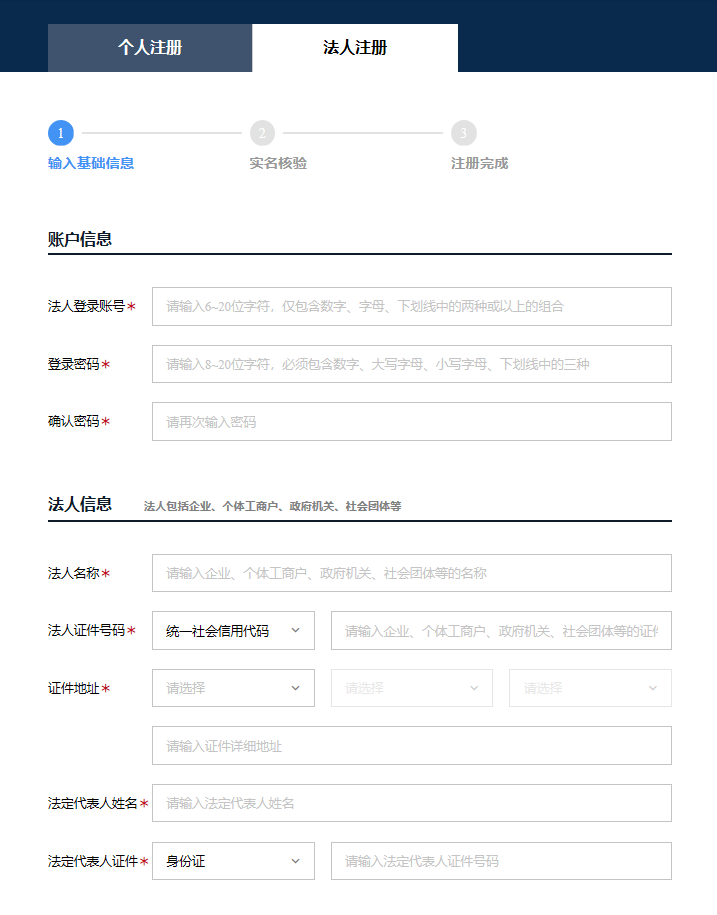 个人注册 法人注册
1 2 3
输入基础信息 实名核验 注册完成
账户信息
法人登录账号* 请输入6~20位字符，仅包含数字、字母、下划线中的两种或以上的组合
登录密码* 请输入8~20位字符，必须包含数字、大写字母、小写字母、下划线中的三种
确认密码* 请再次输入密码
法人信息 法人包括企业、个体工商户、政府机关、社会团体等
法人名称* 请输入企业、个体工商户、政府机关、社会团体等的名称
法人证件号码* 统一社会信用代码 请输入企业、个体工商户、政府机关、社会团体等的证件
证件地址* 请选择 请选择 请选择
请输入证件详细地址
法定代表人姓名* 请输入法定代表人姓名
法定代表人证件* 身份证 请输入法定代表人证件号码